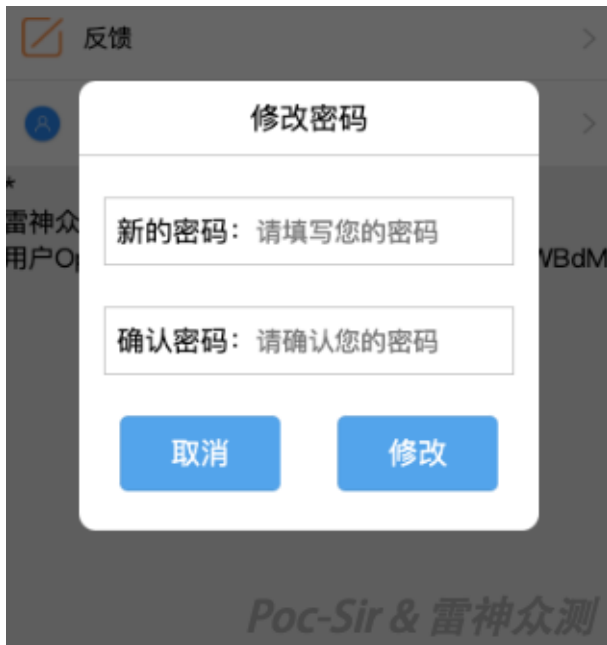 反馈
修改密码
*
雷神众
新的密码：请填写您的密码
用户Op
WBdM
确认密码：请确认您的密码
取消
修改
Poc-Sir & 雷神众测